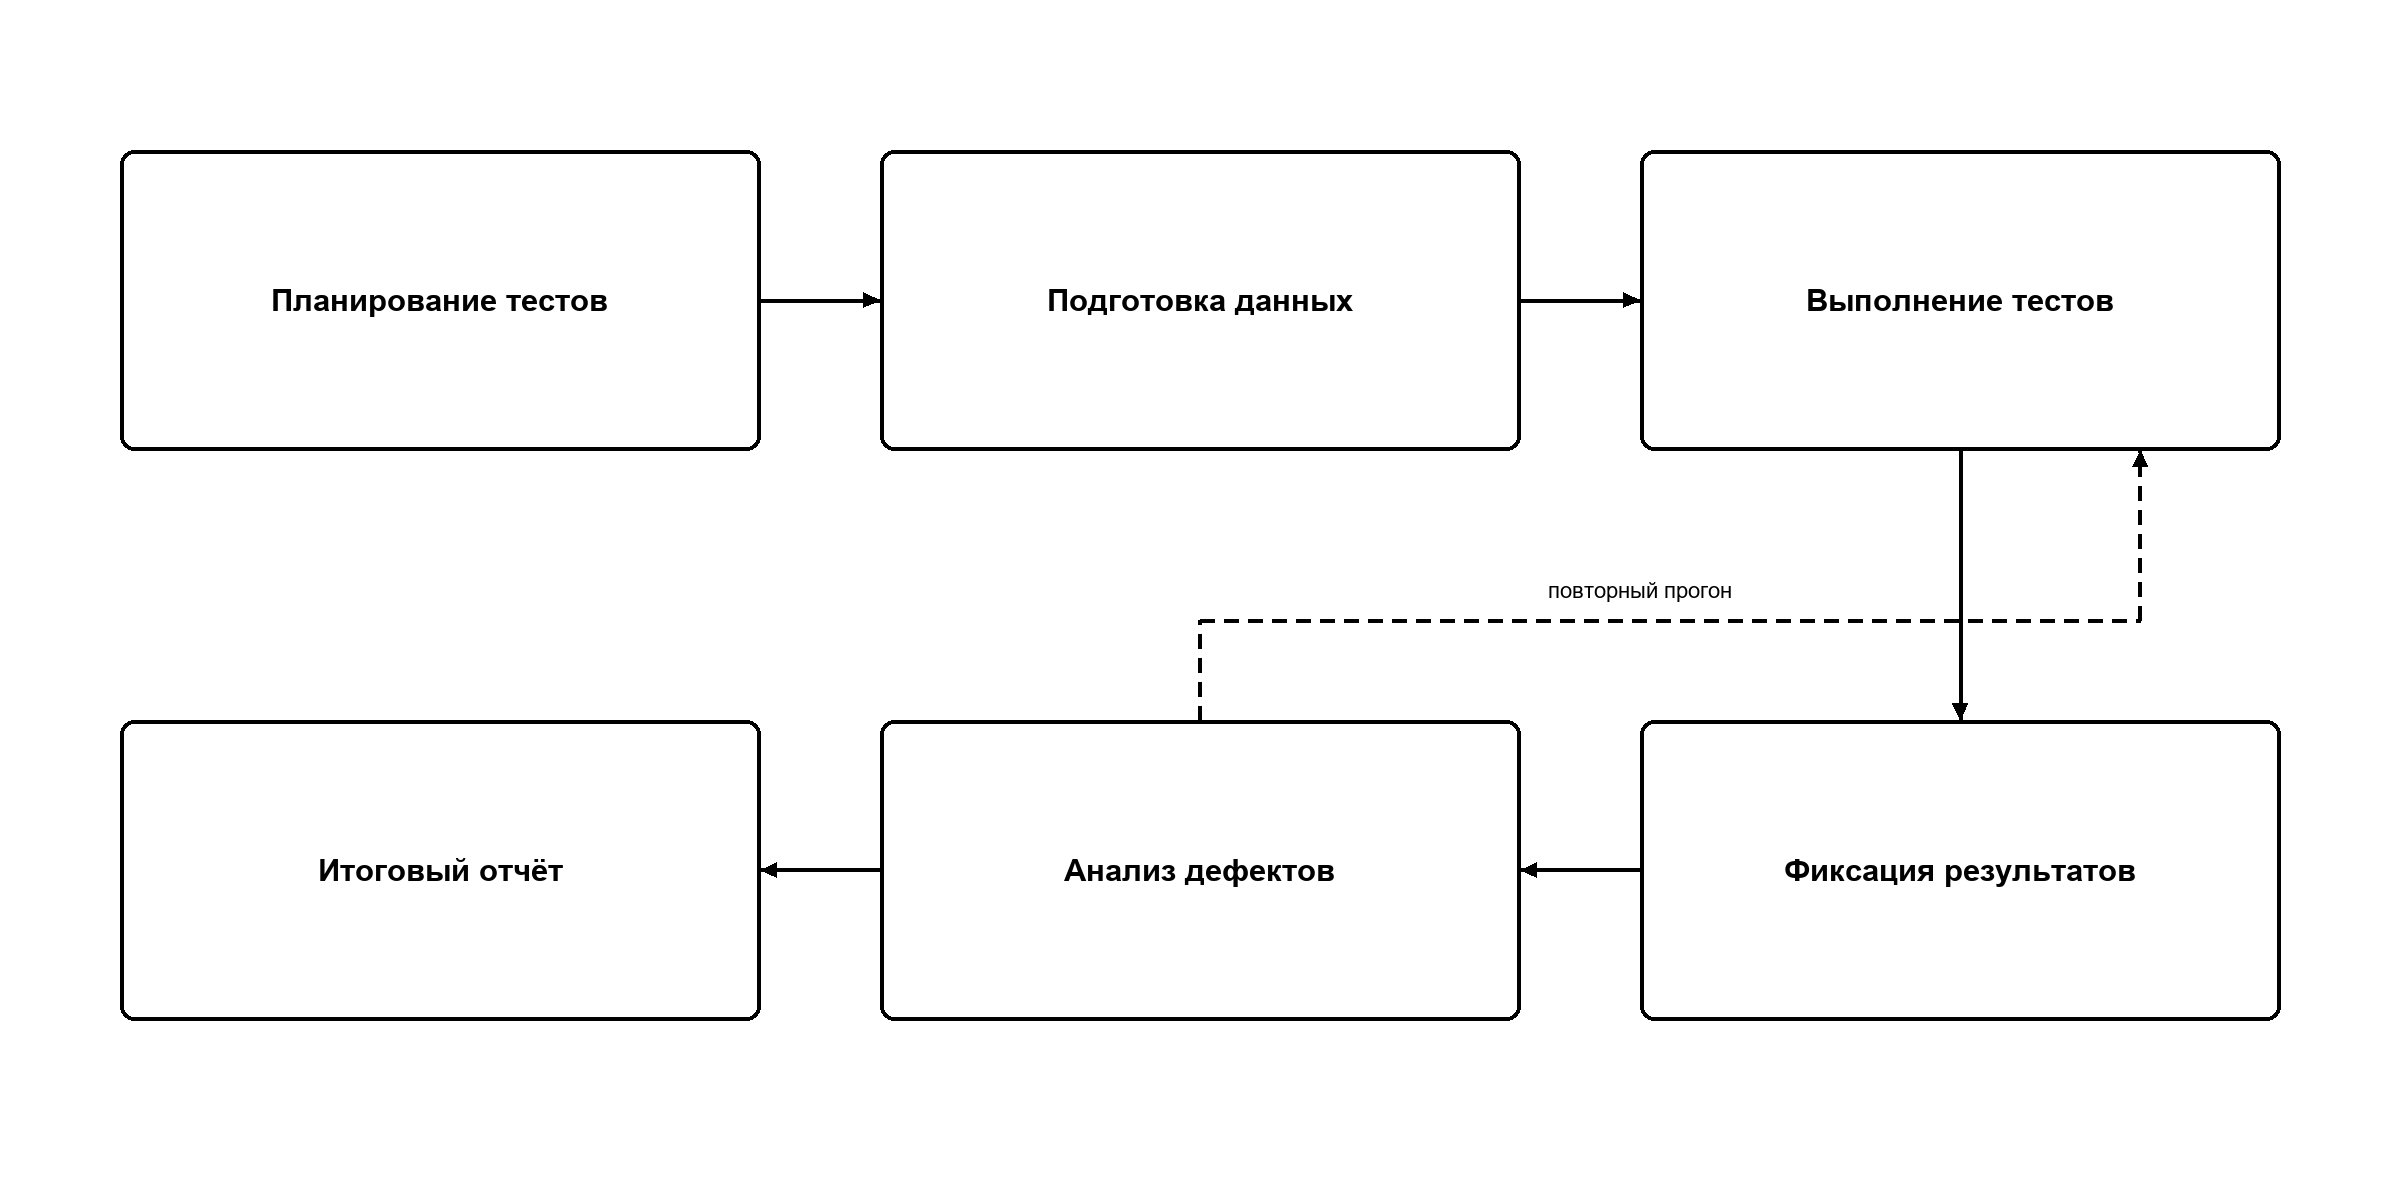 Планирование тестов
Подготовка данных
Выполнение тестов
повторный прогон
Итоговый отчёт
Анализ дефектов
Фиксация результатов